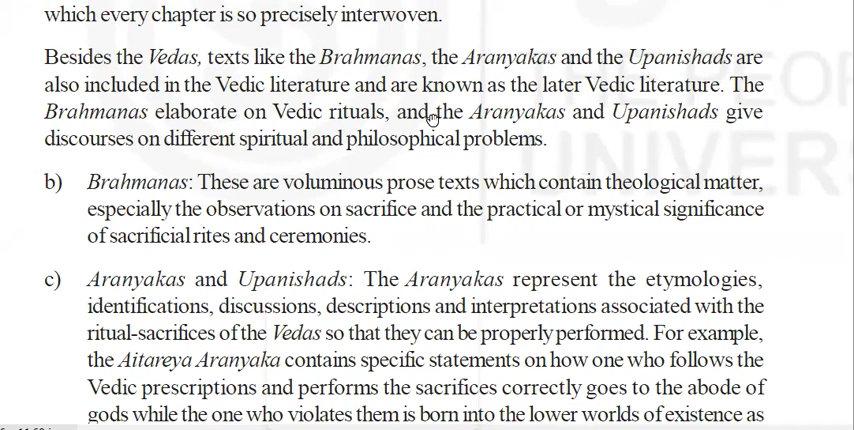 which every chapter is so precisely interwoven.
Besides the Vedas, texts like the Brahmanas, the Aranyakas and the Upanishads are
also included in the Vedic literature and are known as the later Vedic literature. The
Brahmanas elaborate on Vedic rituals, and the Aranyakas and Upanishads give
discourses on different spiritual and philosophical problems.
b) Brahmanas: These are voluminous prose texts which contain theological matter,
especially the observations on sacrifice and the practical or mystical significance
of sacrificial rites and ceremonies.
c) Aranyakas and Upanishads: The Aranyakas represent the etymologies,
identifications, discussions, descriptions and interpretations associated with the
ritual-sacrifices of the Vedas so that they can be properly performed. For example,
the Aitareya Aranyaka contains specific statements on how one who follows the
Vedic prescriptions and performs the sacrifices correctly goes to the abode of
gods while the one who violates them is born into the lower worlds of existence as
THE PEO
UNIVER